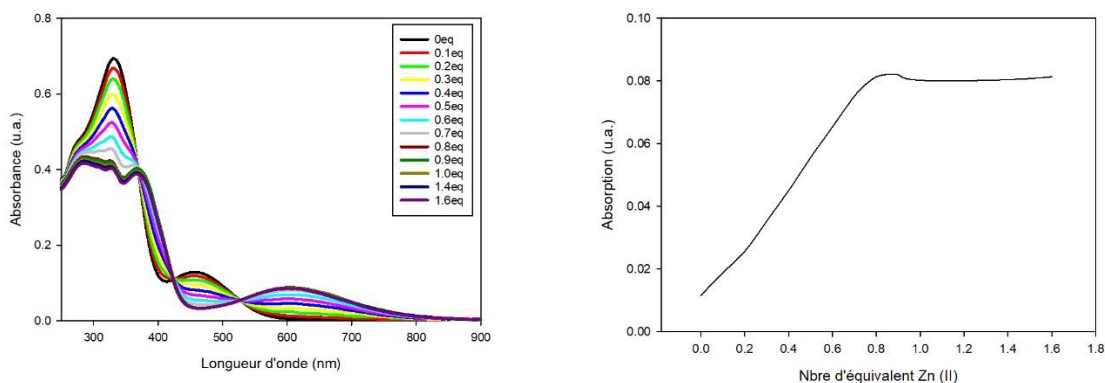 0.8
0.6
0.4
0.2
0.0
Absorbance (u.a.)
300 400 500 600 700 800 900
Longueur d'onde (nm)
0eq
0.1eq
0.2eq
0.3eq
0.4eq
0.5eq
0.6eq
0.7eq
0.8eq
0.9eq
1.0eq
1.4eq
1.6eq
0.10
0.08
0.06
0.04
0.02
0.00
Absorption (u.a.)
0.0 0.2 0.4 0.6 0.8 1.0 1.2 1.4 1.6 1.8
Nbre d'équivalent Zn (II)